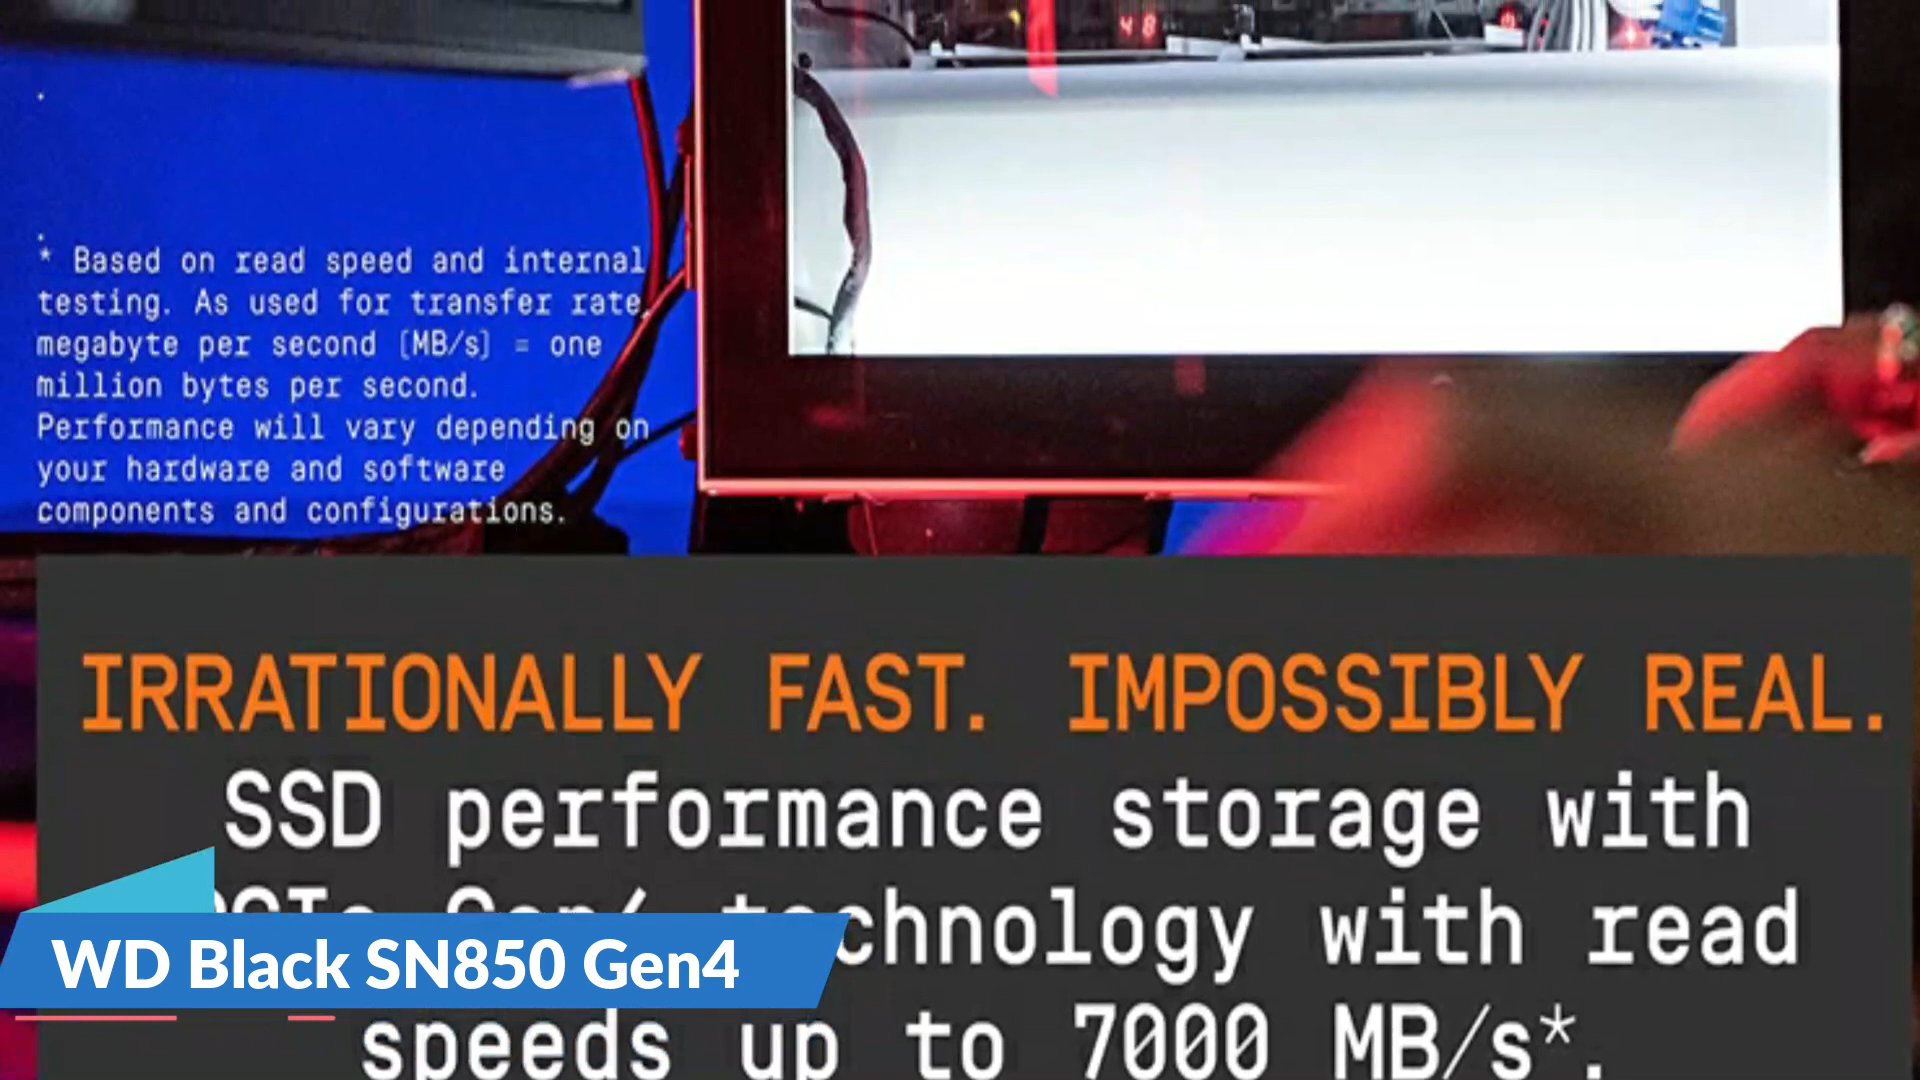 48
* Based on read speed and internal
testing. As used for transfer rate,
megabyte per second (MB/s) = one
million bytes per second.
Performance will vary depending on
your hardware and software
components and configurations.
IRRATIONALLY FAST. IMPOSSIBLY REAL.
SSD performance storage with
technology with read
WD Black SN850 Gen4
speeds up to 7000 MB/s*.